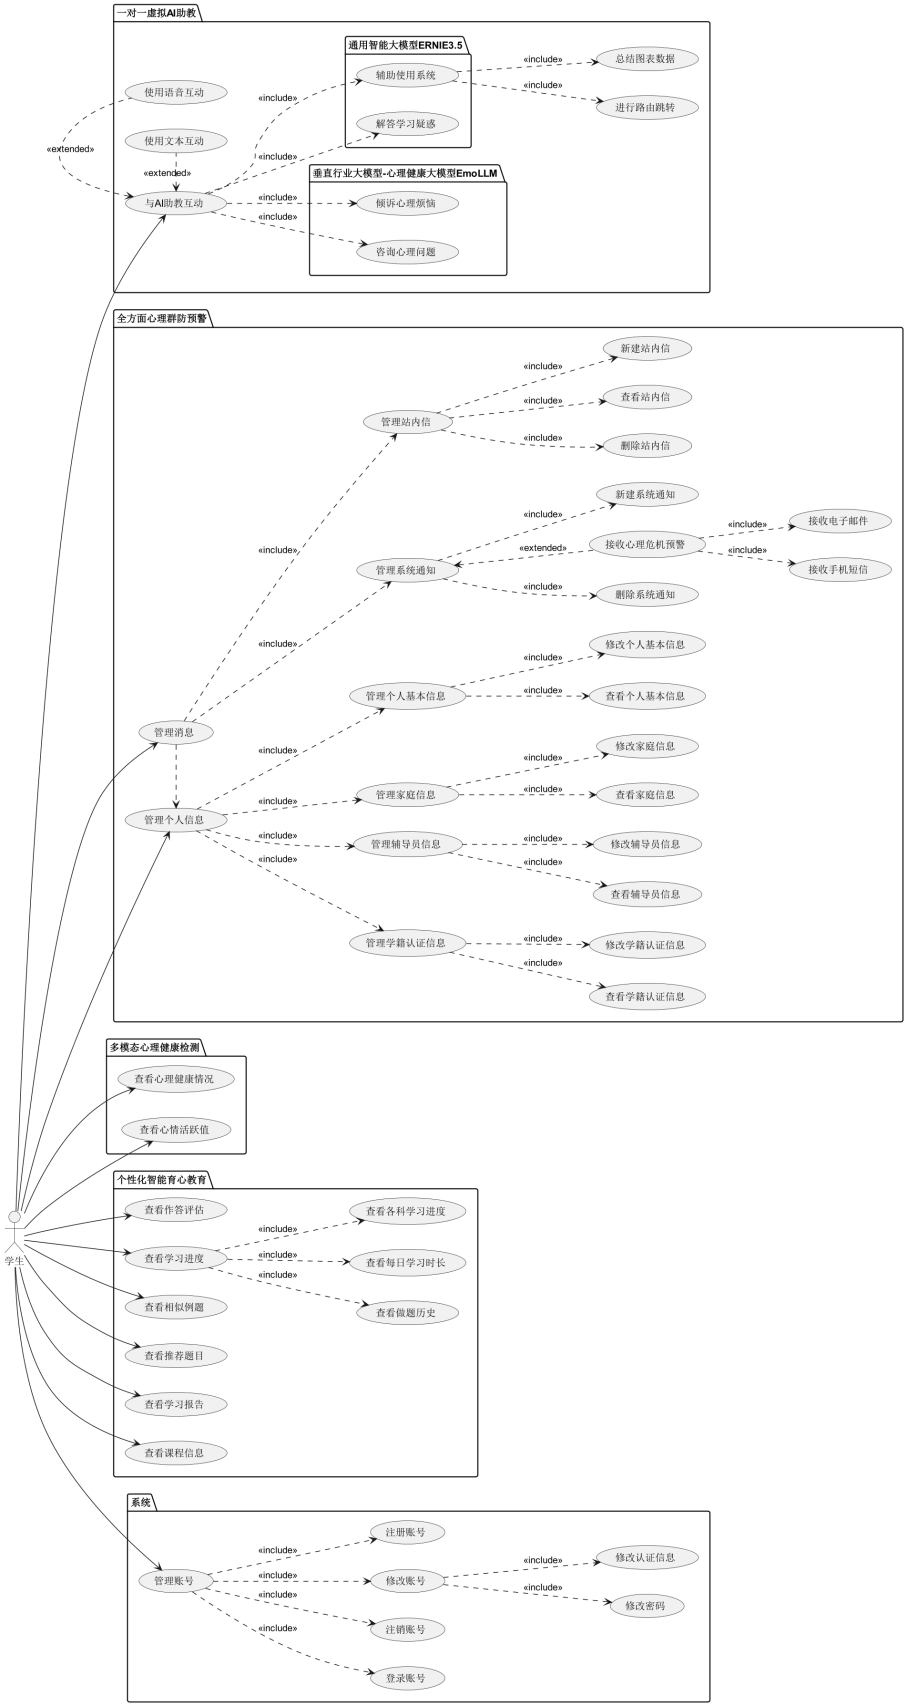 一对一虚拟AI助教
通用智能大模型ERNIE3.5
使用语音互动
辅助使用系统
«include»
总结图表数据
«include»
进行路由跳转
«include»
使用文本互动
解答学习疑惑
«extended»
«include»
«extended»
垂直行业大模型-心理健康大模型EmoLLM
与AI助教互动
«include»
倾诉心理烦恼
«include»
咨询心理问题
全方面心理群防预警
新建站内信
«include»
管理站内信
«include»
查看站内信
«include»
删除站内信
新建系统通知
«include»
«include»
管理系统通知
«extended»
接收心理危机预警
«include»
接收电子邮件
«include»
接收手机短信
«include»
删除系统通知
«include»
修改个人基本信息
«include»
管理个人基本信息
«include»
查看个人基本信息
管理消息
«include»
修改家庭信息
«include»
管理个人信息
«include»
管理家庭信息
«include»
查看家庭信息
«include»
管理辅导员信息
«include»
修改辅导员信息
«include»
查看辅导员信息
«include»
管理学籍认证信息
«include»
修改学籍认证信息
«include»
查看学籍认证信息
多模态心理健康检测
查看心理健康情况
查看心情活跃值
个性化智能育心教育
查看作答评估
查看各科学习进度
«include»
学生
查看学习进度
«include»
查看每日学习时长
«include»
查看相似例题
查看做题历史
查看推荐题目
查看学习报告
查看课程信息
系统
注册账号
«include»
管理账号
«include»
修改账号
«include»
修改认证信息
«include»
修改密码
«include»
注销账号
«include»
登录账号